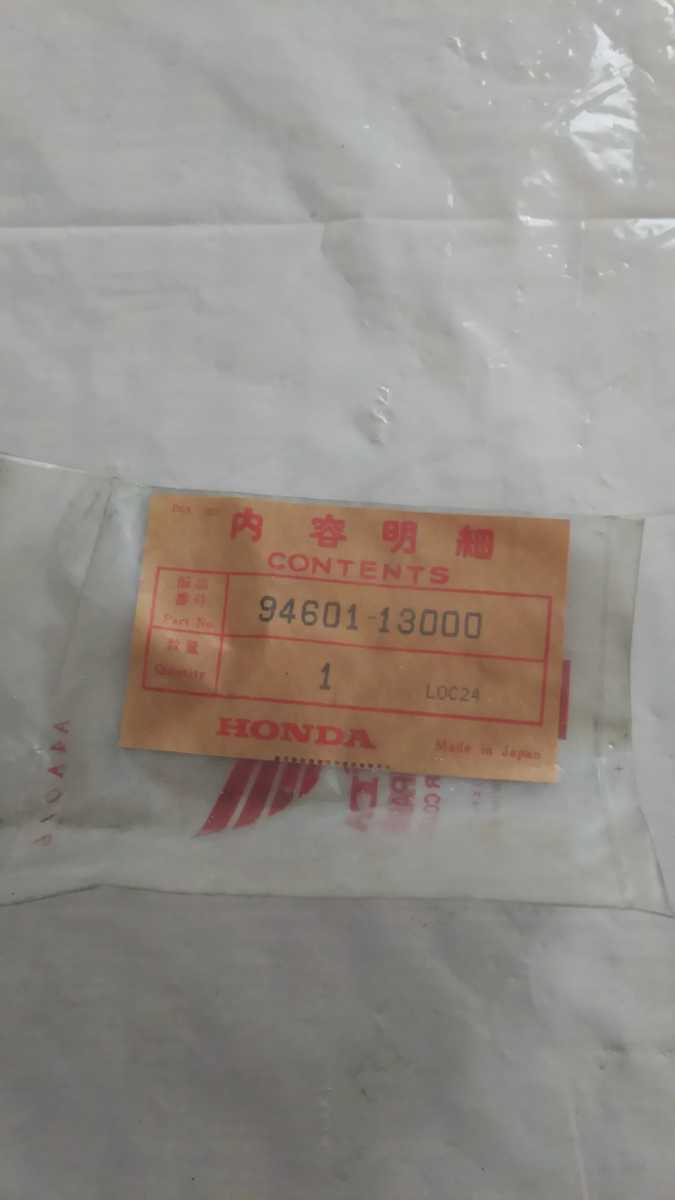 内容明細
CONTENTS
部品
番号
Part No.
94601-13000
数量
Quantity
1
LOC24
HONDA
Made in Japan
A4A016